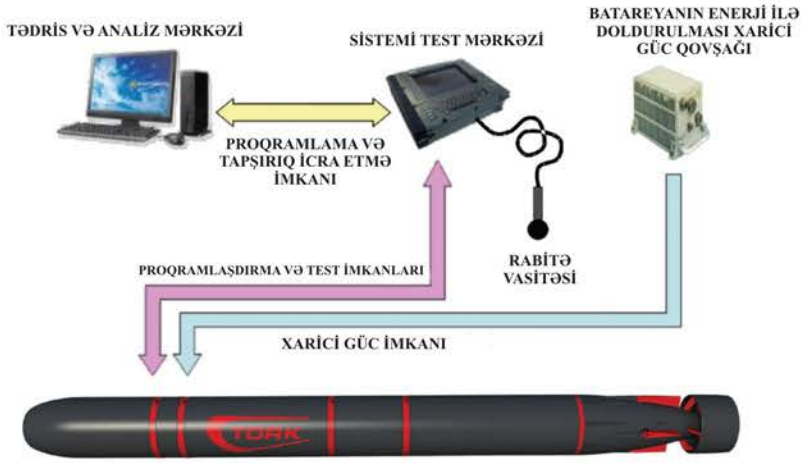 TƏDRİS VƏ ANALİZ MƏRKƏZİ
SİSTEMİ TEST MƏRKƏZİ
BATAREYANIN ENERJİ İLƏ
DOLDURULMASI XARİCİ
GÜC QOVŞAĞI
PROQRAMLAMA VƏ
TAPŞIRIQ İCRA ETMƏ
İMKANI
RABİTƏ
VASİTƏSİ
PROQRAMLAŞDIRMA VƏ TEST İMKANLARI
XARİCİ GÜC İMKANI
TORK